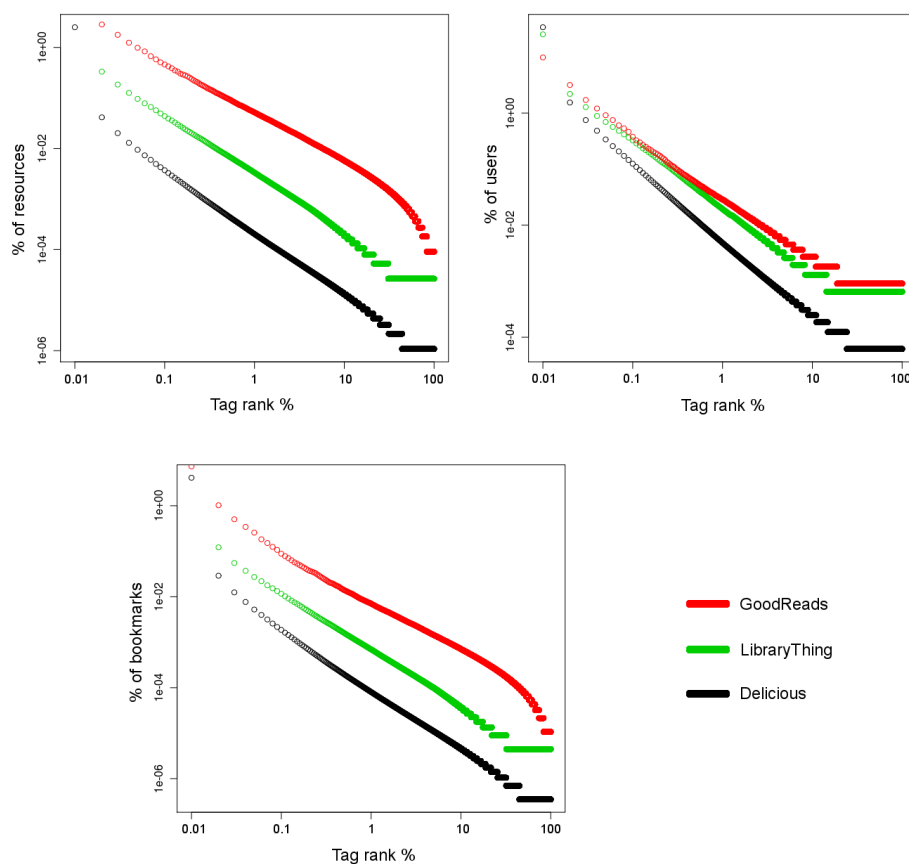 % of resources
1e+00
1e-02
1e-04
1e-06
0.01 0.1 1 10 100
Tag rank %
% of users
1e+00
1e-02
1e-04
0.01 0.1 1 10 100
Tag rank %
% of bookmarks
1e+00
1e-02
1e-04
1e-06
0.01 0.1 1 10 100
Tag rank %
GoodReads
LibraryThing
Delicious